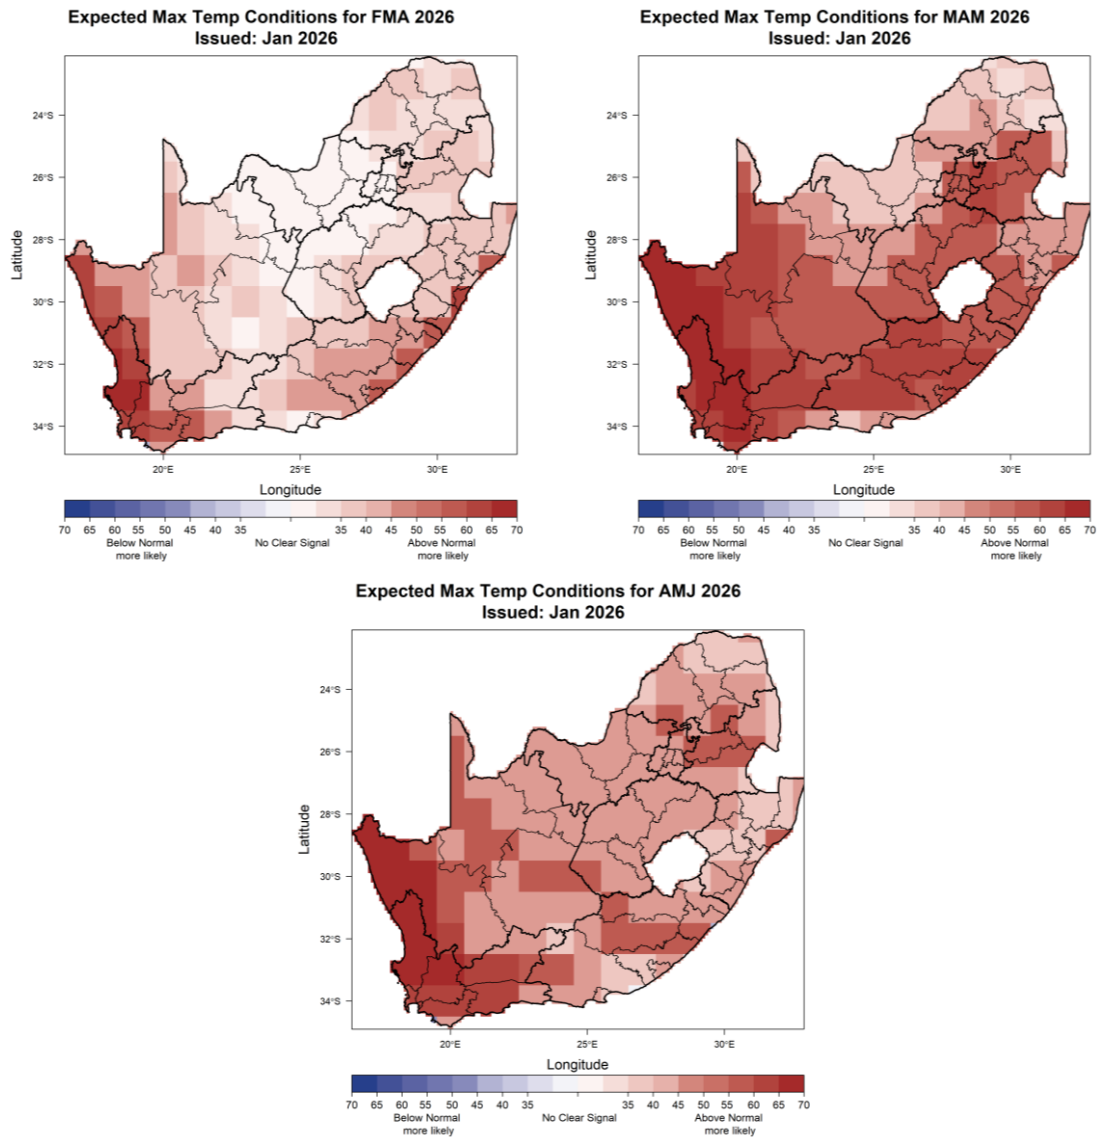 Expected Max Temp Conditions for FMA 2026
Issued: Jan 2026
24°S
26°S
28°S
30°S
32°S
34°S
Latitude
20°E 25°E 30°E
Longitude
70 65 60 55 50 45 40 35 35 40 45 50 55 60 65 70
Below Normal No Clear Signal Above Normal
more likely more likely
Expected Max Temp Conditions for MAM 2026
Issued: Jan 2026
24°S
26°S
28°S
30°S
32°S
34°S
Latitude
20°E 25°E 30°E
Longitude
70 65 60 55 50 45 40 35 35 40 45 50 55 60 65 70
Below Normal No Clear Signal Above Normal
more likely more likely
Expected Max Temp Conditions for AMJ 2026
Issued: Jan 2026
24°S
26°S
28°S
30°S
32°S
34°S
Latitude
20°E 25°E 30°E
Longitude
70 65 60 55 50 45 40 35 35 40 45 50 55 60 65 70
Below Normal No Clear Signal Above Normal
more likely more likely